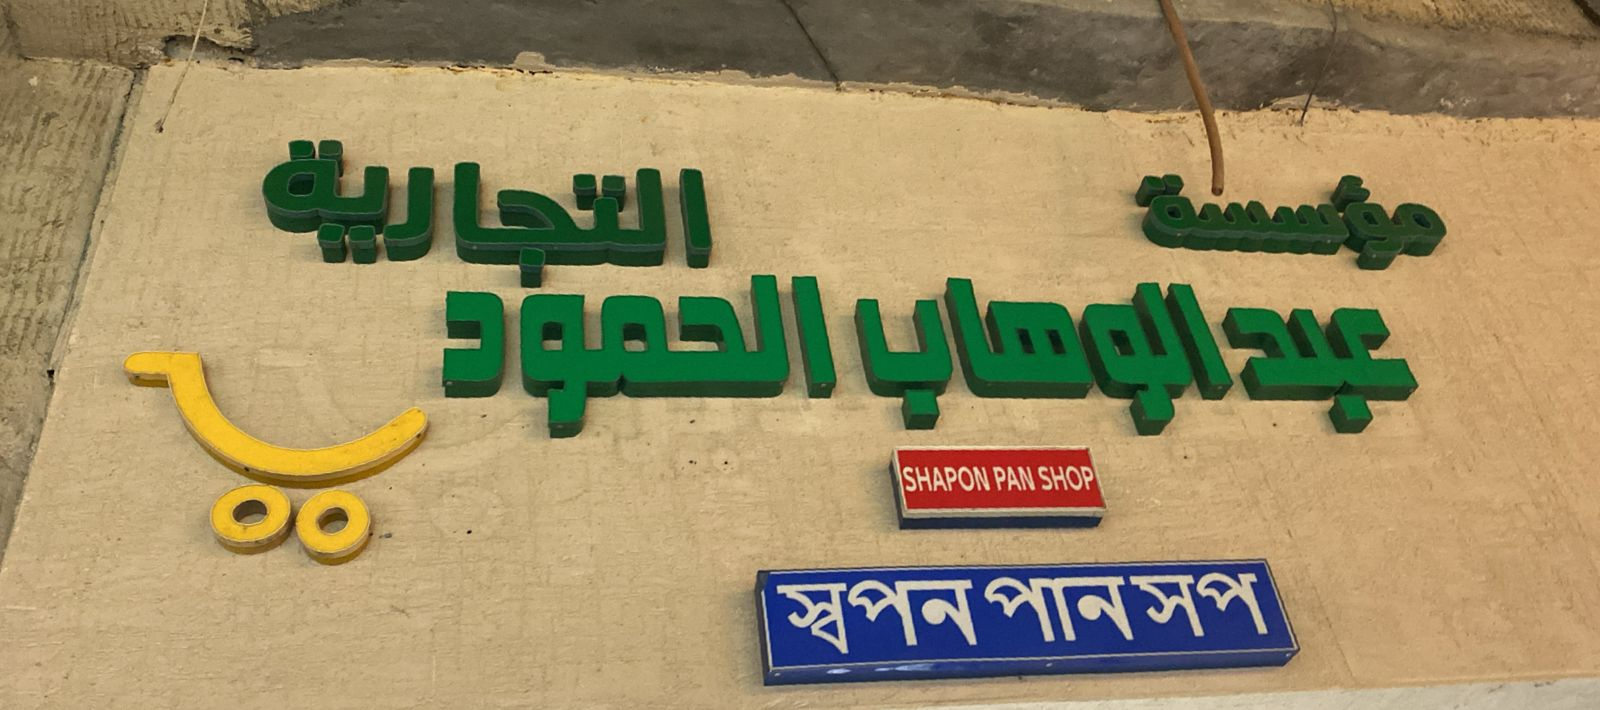 مؤسسة
عبد الوهاب الحمود
التجارية
SHAPON PAN SHOP
স্বপন পান সপ